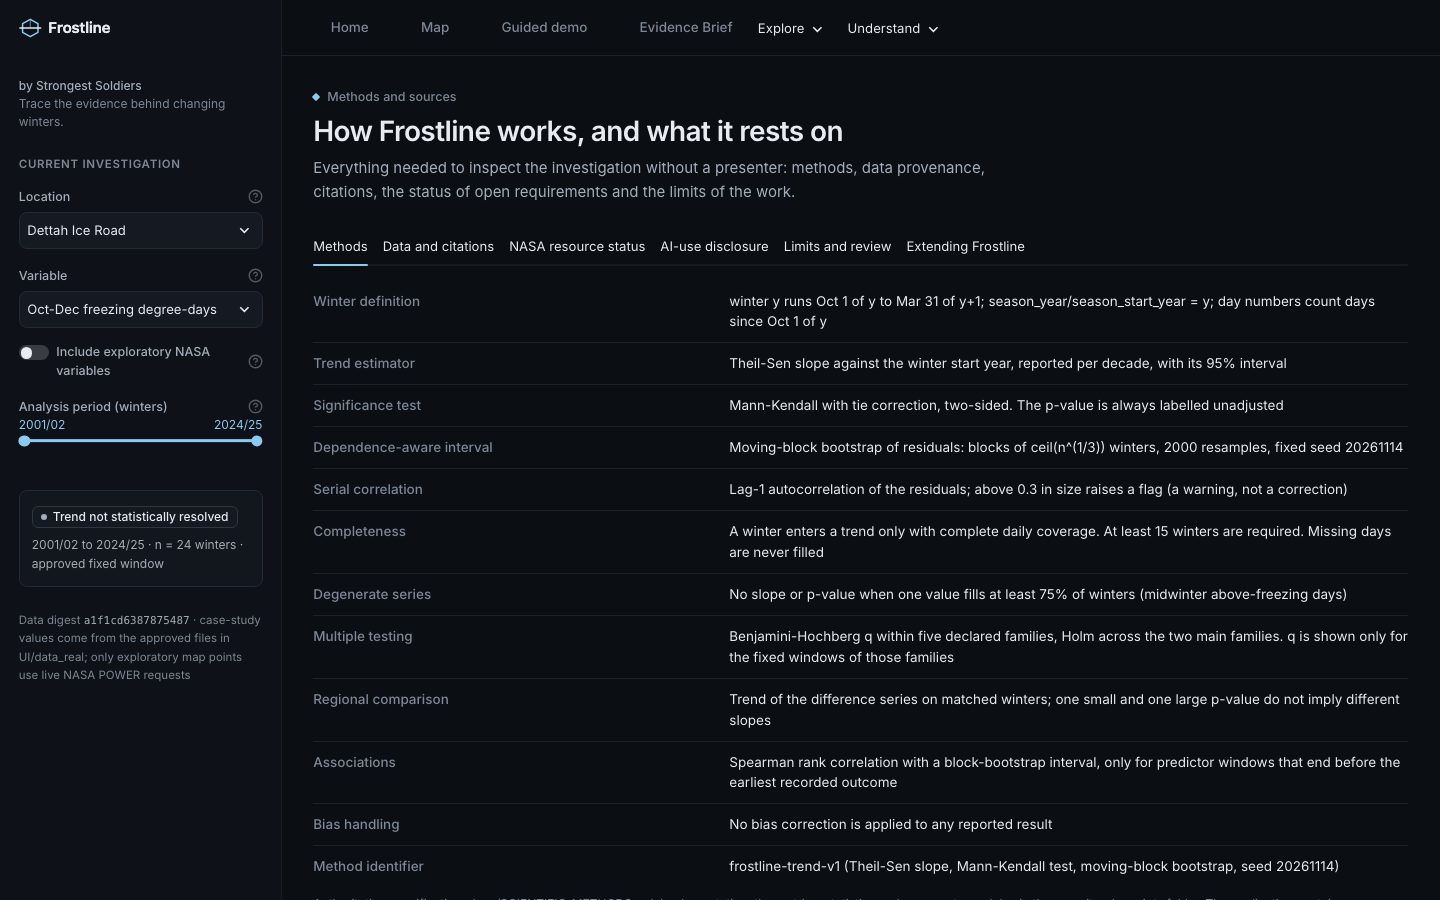 Frostline
Home
Map
Guided demo
Evidence Brief
Explore
Understand
by Strongest Soldiers
Trace the evidence behind changing
winters.
CURRENT INVESTIGATION
Location
Dettah Ice Road
Variable
Oct-Dec freezing degree-days
Include exploratory NASA
variables
Analysis period (winters)
2001/02
2024/25
Trend not statistically resolved
2001/02 to 2024/25 · n = 24 winters ·
approved fixed window
Data digest a1f1cd6387875487 · case-study
values come from the approved files in
UI/data_real; only exploratory map points
use live NASA POWER requests
Methods and sources
How Frostline works, and what it rests on
Everything needed to inspect the investigation without a presenter: methods, data provenance,
citations, the status of open requirements and the limits of the work.
Methods
Data and citations
NASA resource status
AI-use disclosure
Limits and review
Extending Frostline
Winter definition
winter y runs Oct 1 of y to Mar 31 of y+1; season_year/season_start_year = y; day numbers count days
since Oct 1 of y
Trend estimator
Theil-Sen slope against the winter start year, reported per decade, with its 95% interval
Significance test
Mann-Kendall with tie correction, two-sided. The p-value is always labelled unadjusted
Dependence-aware interval
Moving-block bootstrap of residuals: blocks of ceil(n^(1/3)) winters, 2000 resamples, fixed seed 20261114
Serial correlation
Lag-1 autocorrelation of the residuals; above 0.3 in size raises a flag (a warning, not a correction)
Completeness
A winter enters a trend only with complete daily coverage. At least 15 winters are required. Missing days
are never filled
Degenerate series
No slope or p-value when one value fills at least 75% of winters (midwinter above-freezing days)
Multiple testing
Benjamini-Hochberg q within five declared families, Holm across the two main families. q is shown only for
the fixed windows of those families
Regional comparison
Trend of the difference series on matched winters; one small and one large p-value do not imply different
slopes
Associations
Spearman rank correlation with a block-bootstrap interval, only for predictor windows that end before the
earliest recorded outcome
Bias handling
No bias correction is applied to any reported result
Method identifier
frostline-trend-v1 (Theil-Sen slope, Mann-Kendall test, moving-block bootstrap, seed 20261114)